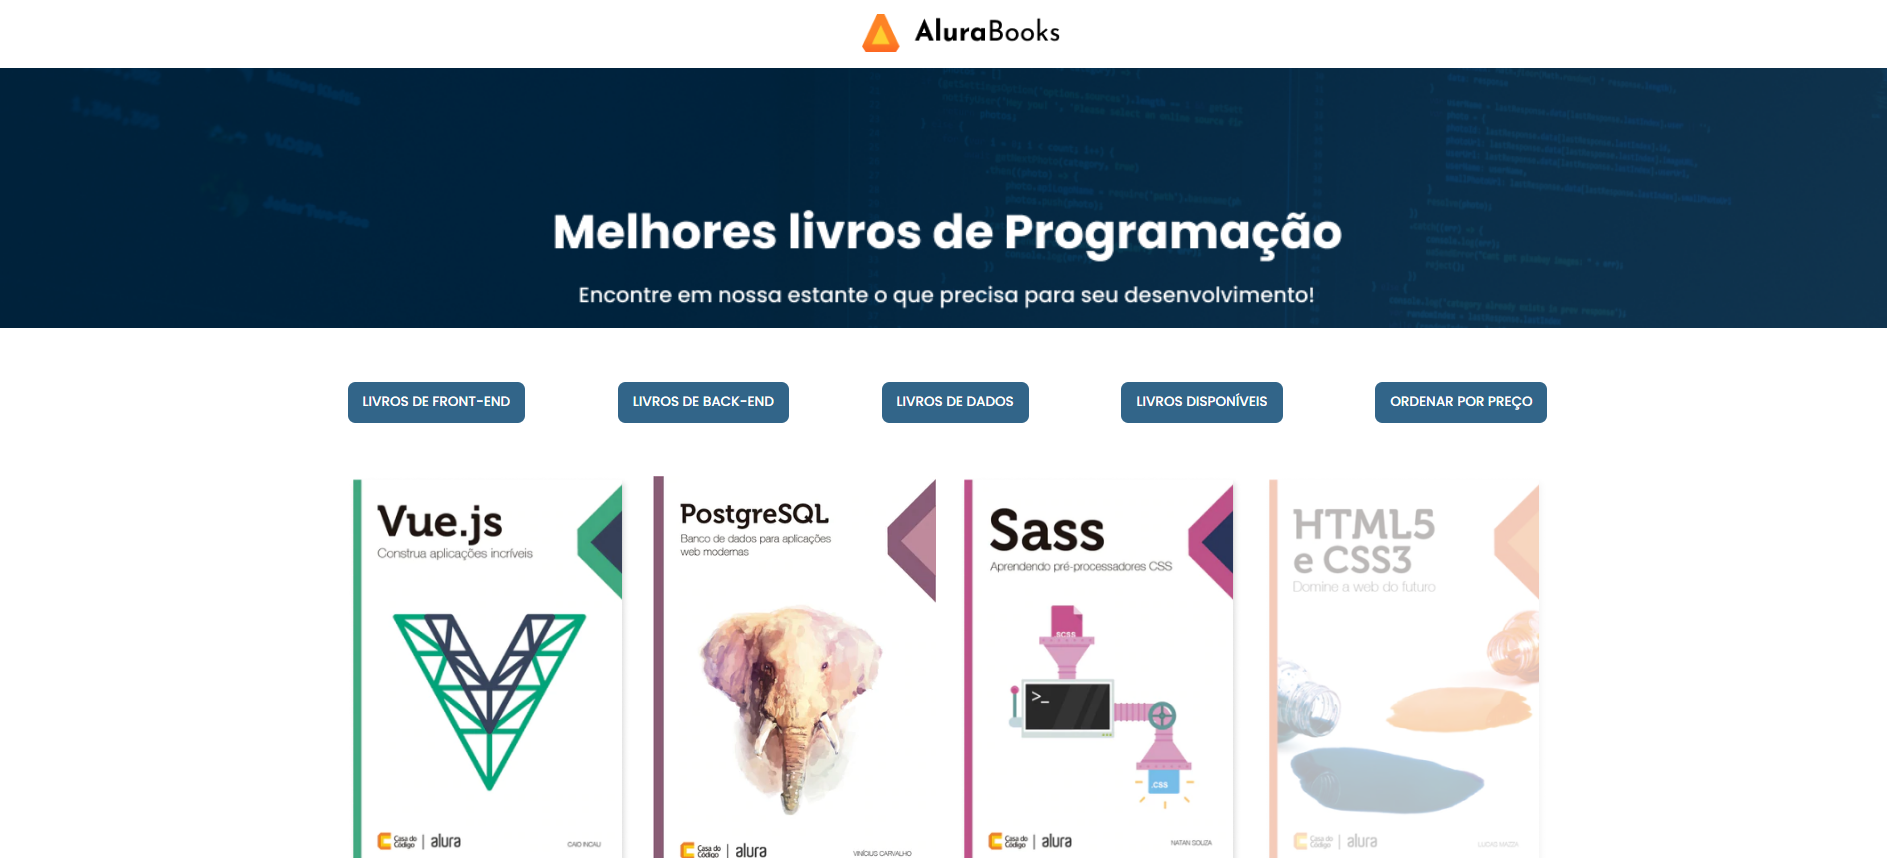 AluraBooks
Melhores livros de Programação
Encontre em nossa estante o que precisa para seu desenvolvimento!
LIVROS DE FRONT-END
LIVROS DE BACK-END
LIVROS DE DADOS
LIVROS DISPONÍVEIS
ORDENAR POR PREÇO
Vue.js
Construa aplicações incríveis
Casa do
Código
alura
CAIO INCAU
PostgreSQL
Banco de dados para aplicações
web modernas
Casa do
Código
alura
VINÍCIUS CARVALHO
Sass
Aprendendo pré-processadores CSS
SCSS
>_
.CSS
Casa do
Código
alura
NATAN SOUZA
HTML5
e CSS3
Domine a web do futuro
Casa do
Código
alura
LUCAS MAZZA